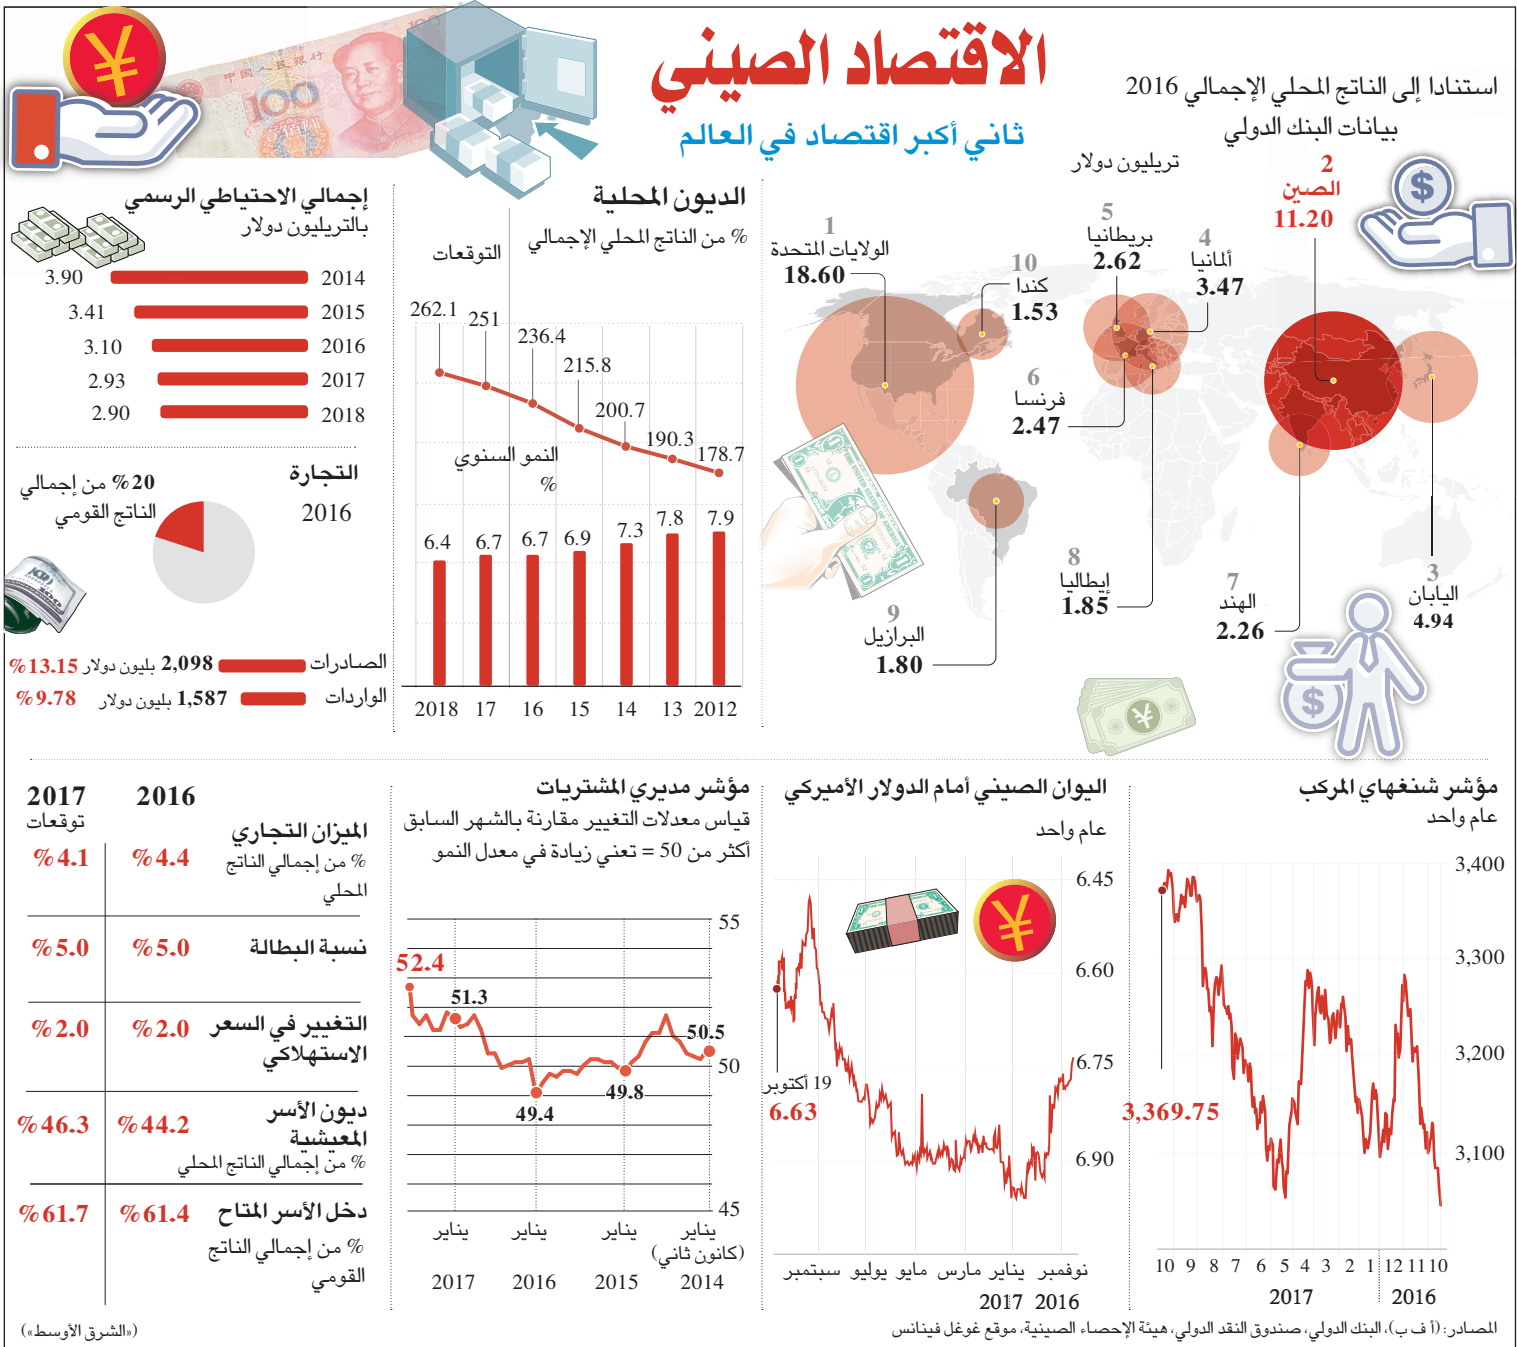 الاقتصاد الصيني
ثاني أكبر اقتصاد في العالم
استنادا إلى الناتج المحلي الإجمالي 2016
بيانات البنك الدولي
تريليون دولار
2
الصين
11.20
1
الولايات المتحدة
18.60
10
كندا
1.53
5
بريطانيا
2.62
4
ألمانيا
3.47
6
فرنسا
2.47
9
البرازيل
1.80
8
إيطاليا
1.85
7
الهند
2.26
3
اليابان
4.94
الديون المحلية
% من الناتج المحلي الإجمالي
التوقعات
262.1
251
236.4
215.8
200.7
190.3
178.7
النمو السنوي
%
6.4 6.7 6.7 6.9 7.3 7.8 7.9
2018 17 16 15 14 13 2012
إجمالي الاحتياطي الرسمي
بالتريليون دولار
2014 3.90
2015 3.41
2016 3.10
2017 2.93
2018 2.90
التجارة
2016
%20 من إجمالي
الناتج القومي
الصادرات 2,098 بليون دولار %13.15
الواردات 1,587 بليون دولار %9.78
中国人民银行
100
100
مؤشر شنغهاي المركب
عام واحد
3,400
3,300
3,200
3,100
3,369.75
10 9 8 7 6 5 4 3 2 1 12 11 10
2017 2016
اليوان الصيني أمام الدولار الأميركي
عام واحد
6.45
6.60
6.75
6.90
19 أكتوبر
6.63
سبتمبر يوليو مايو مارس يناير نوفمبر
2017 2016
مؤشر مديري المشتريات
قياس معدلات التغيير مقارنة بالشهر السابق
أكثر من 50 = تعني زيادة في معدل النمو
55
50
45
52.4
51.3
49.4
49.8
50.5
يناير يناير يناير يناير
(كانون ثاني)
2017 2016 2015 2014
2016 2017
توقعات
الميزان التجاري %4.4 %4.1
% من إجمالي الناتج
المحلي
نسبة البطالة %5.0 %5.0
التغيير في السعر %2.0 %2.0
الاستهلاكي
ديون الأسر %44.2 %46.3
المعيشية
% من إجمالي الناتج المحلي
دخل الأسر المتاح %61.4 %61.7
% من إجمالي الناتج
القومي
المصادر: (أ ف ب)، البنك الدولي، صندوق النقد الدولي، هيئة الإحصاء الصينية، موقع غوغل فينانس
(«الشرق الأوسط»)